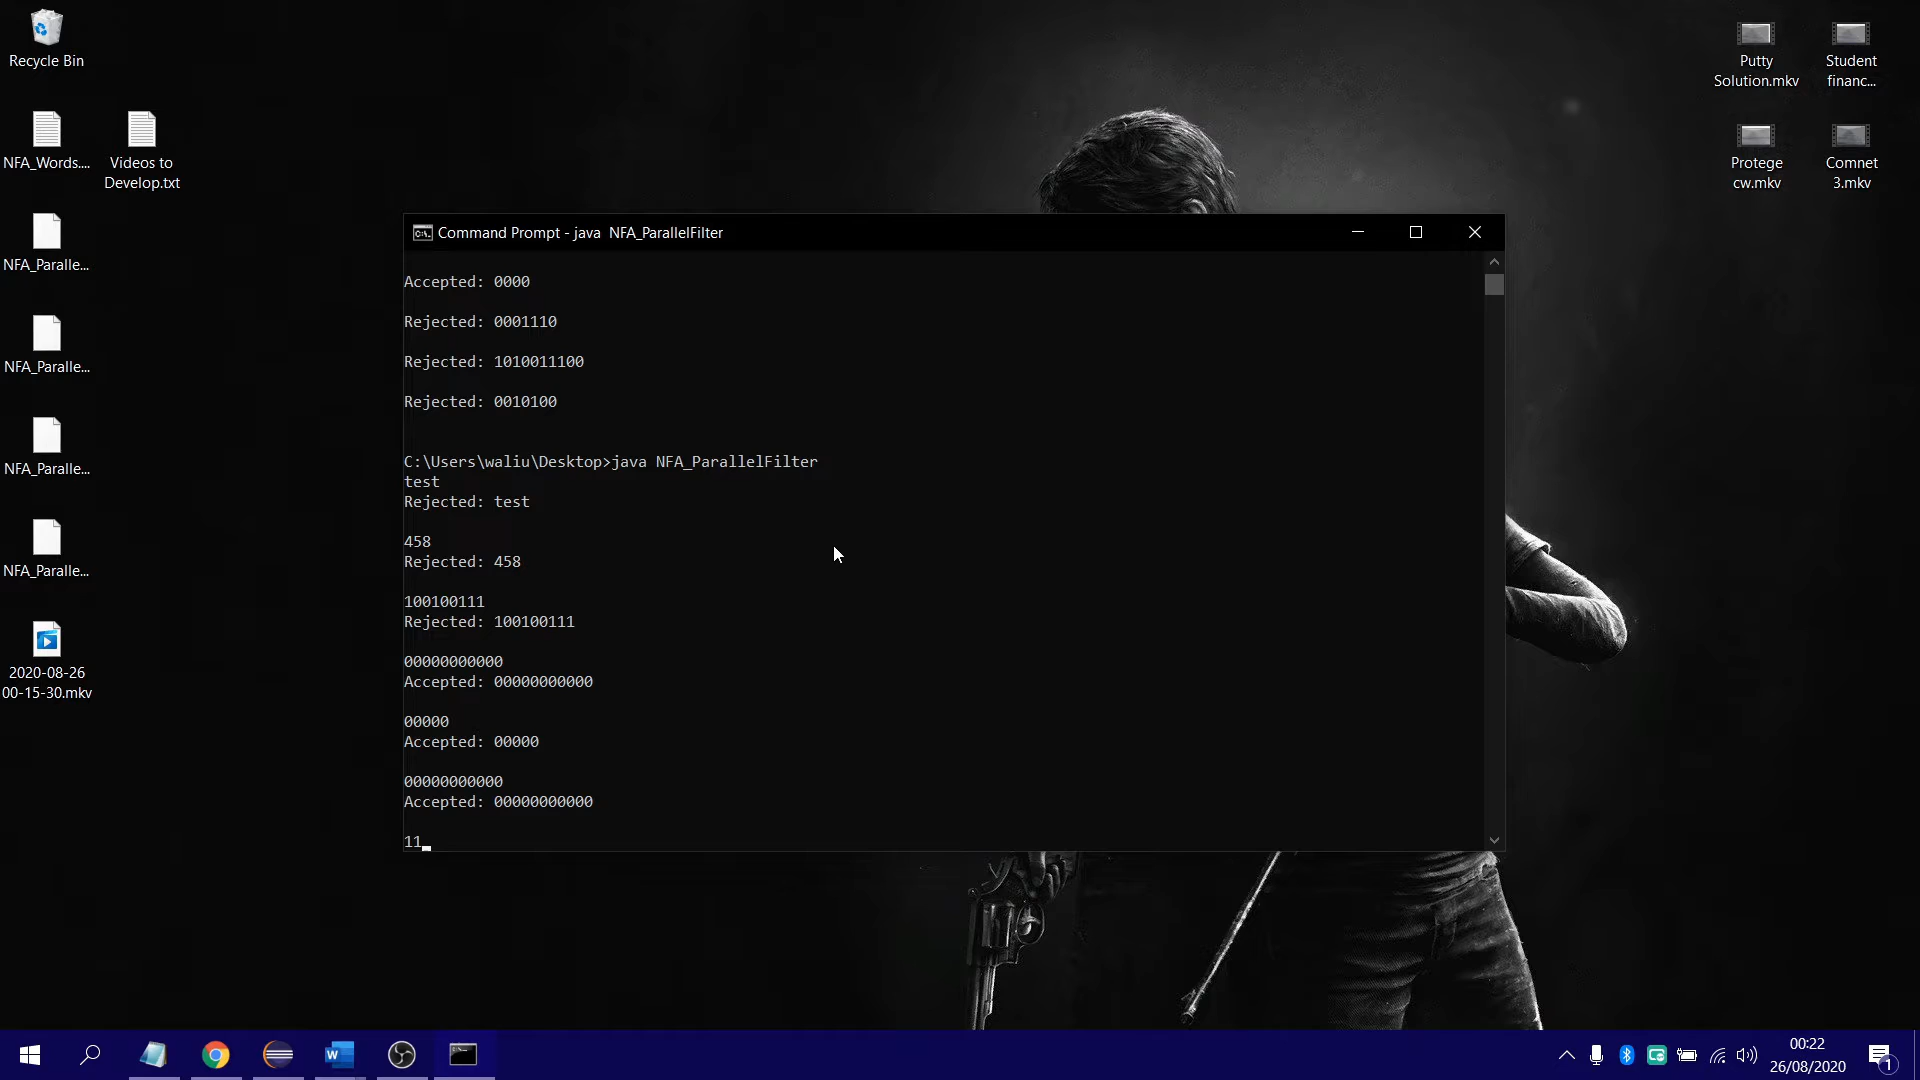 Recycle Bin
NFA_Words....
Videos to
Develop.txt
NFA_Paralle...
NFA_Paralle...
NFA_Paralle...
NFA_Paralle...
2020-08-26
00-15-30.mkv
Putty
Solution.mkv
Student
financ...
Protege
cw.mkv
Comnet
3.mkv
Command Prompt - java  NFA_ParallelFilter
Accepted: 0000
Rejected: 0001110
Rejected: 1010011100
Rejected: 0010100
C:\Users\waliu\Desktop>java NFA_ParallelFilter
test
Rejected: test
458
Rejected: 458
100100111
Rejected: 100100111
00000000000
Accepted: 00000000000
00000
Accepted: 00000
00000000000
Accepted: 00000000000
11
00:22
26/08/2020
1